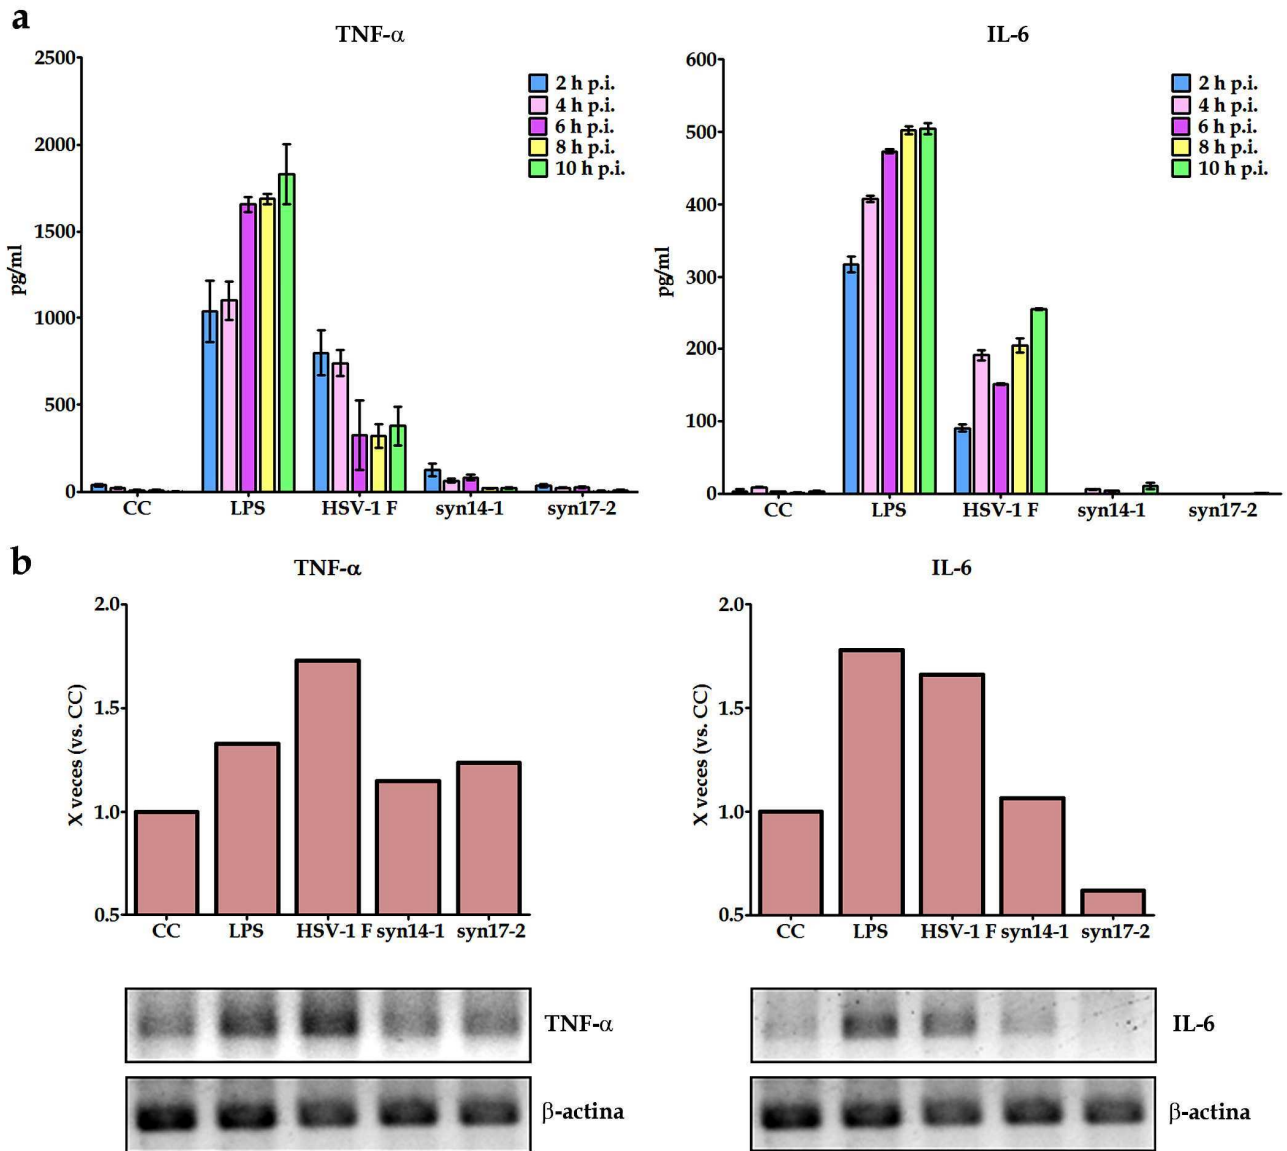 a
TNF-α
2500
2000
1500
1000
500
0
pg/ml
2 h p.i.
4 h p.i.
6 h p.i.
8 h p.i.
10 h p.i.
CC LPS HSV-1 F syn14-1 syn17-2
IL-6
600
500
400
300
200
100
0
pg/ml
2 h p.i.
4 h p.i.
6 h p.i.
8 h p.i.
10 h p.i.
CC LPS HSV-1 F syn14-1 syn17-2
b
TNF-α
2.0
1.5
1.0
0.5
X veces (vs. CC)
CC LPS HSV-1 F syn14-1 syn17-2
TNF-α
β-actina
IL-6
2.0
1.5
1.0
0.5
X veces (vs. CC)
CC LPS HSV-1 F syn14-1 syn17-2
IL-6
β-actina